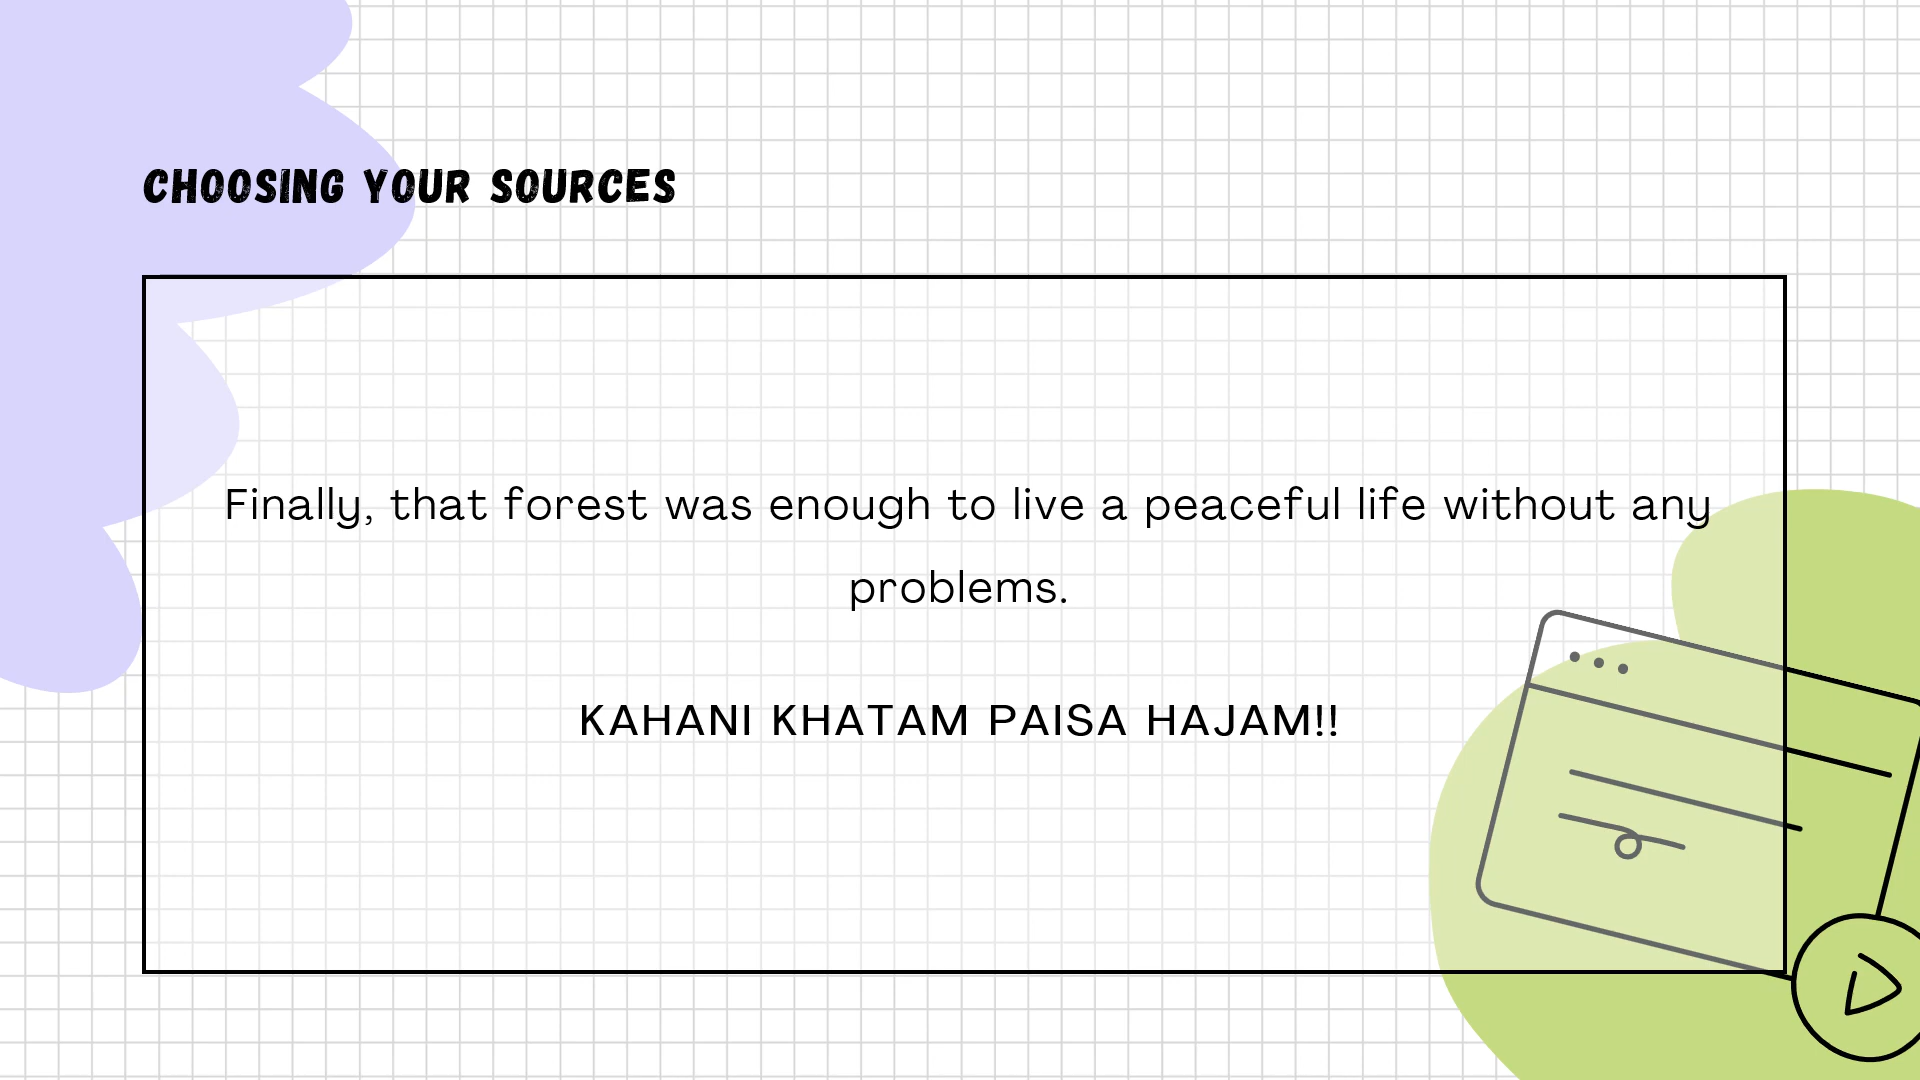 CHOOSING YOUR SOURCES
Finally, that forest was enough to live a peaceful life without any
problems.
KAHANI KHATAM PAISA HAJAM!!